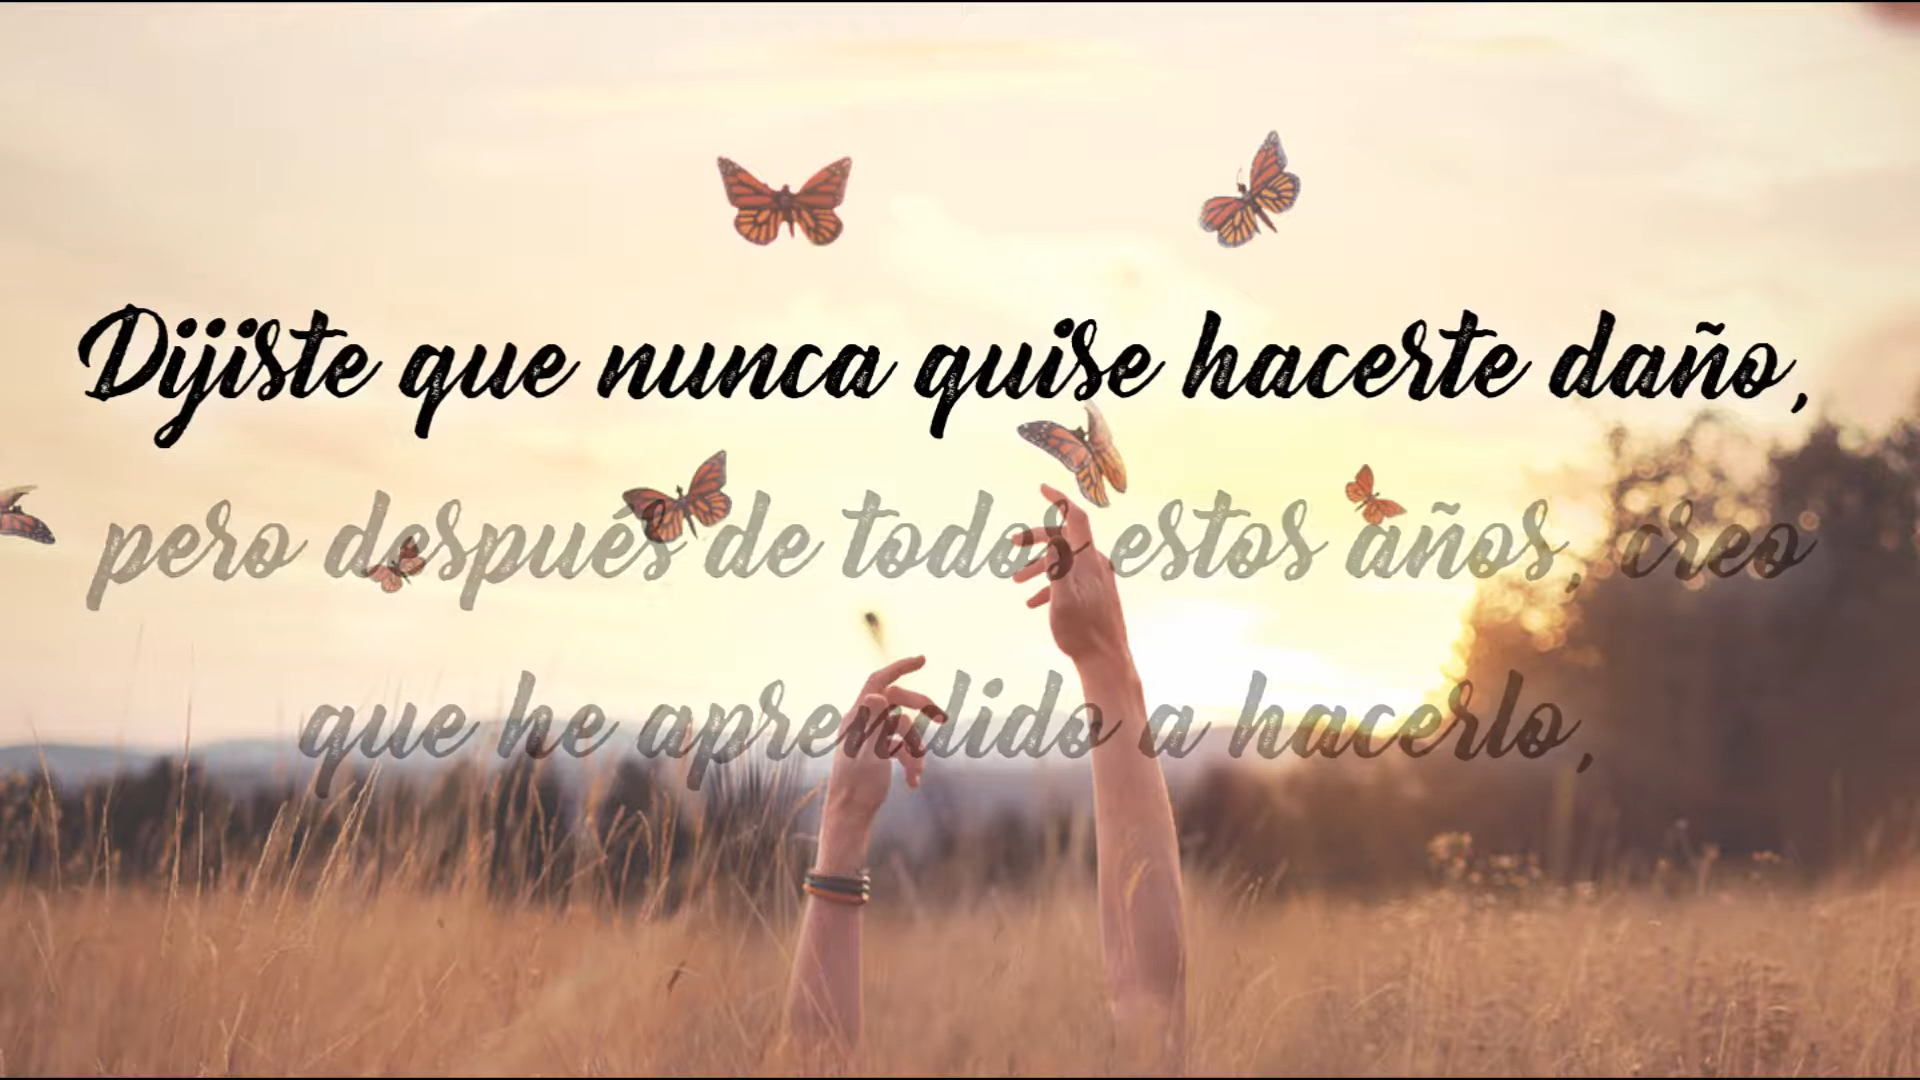 Dijiste que nunca quise hacerte daño,
pero después de todos estos años, creo
que he aprendido a hacerlo,